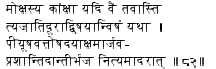 मोक्षस्य कांक्षा यदि वै तवास्ति
त्यजातिदूराद्विषयान्विषं यथा ।
पीयूषवत्तोषदयाक्षमार्जव-
प्रशान्तिदान्तीर्भज नित्यमादरात् ॥ ८२॥